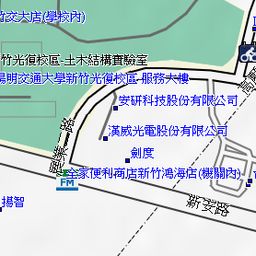 竹交大店(學校內)
竹光復校區-土木結構實驗室
陽明交通大學新竹光復校區-服務大樓
安研科技股份有限公司
漢威光電股份有限公司
劍度
全家便利商店新竹鴻海店(機關內)
FM
新安路
揚智